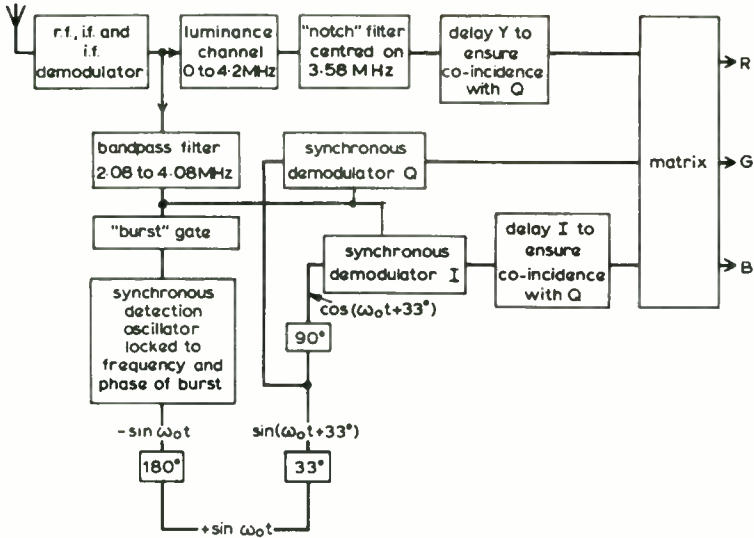 r.f., i.f. and
i.f.
demodulator
luminance
channel
0 to 4·2MHz
"notch" filter
centred on
3·58 MHz
delay Y to
ensure
co-incidence
with Q
matrix
R
G
B
bandpass filter
2·08 to 4·08MHz
synchronous
demodulator Q
"burst" gate
synchronous
demodulator I
delay I to
ensure
co-incidence
with Q
synchronous
detection
oscillator
locked to
frequency and
phase of burst
cos(ω₀t+33°)
90°
−sin ω₀t
sin(ω₀t+33°)
180°
33°
+sin ω₀t